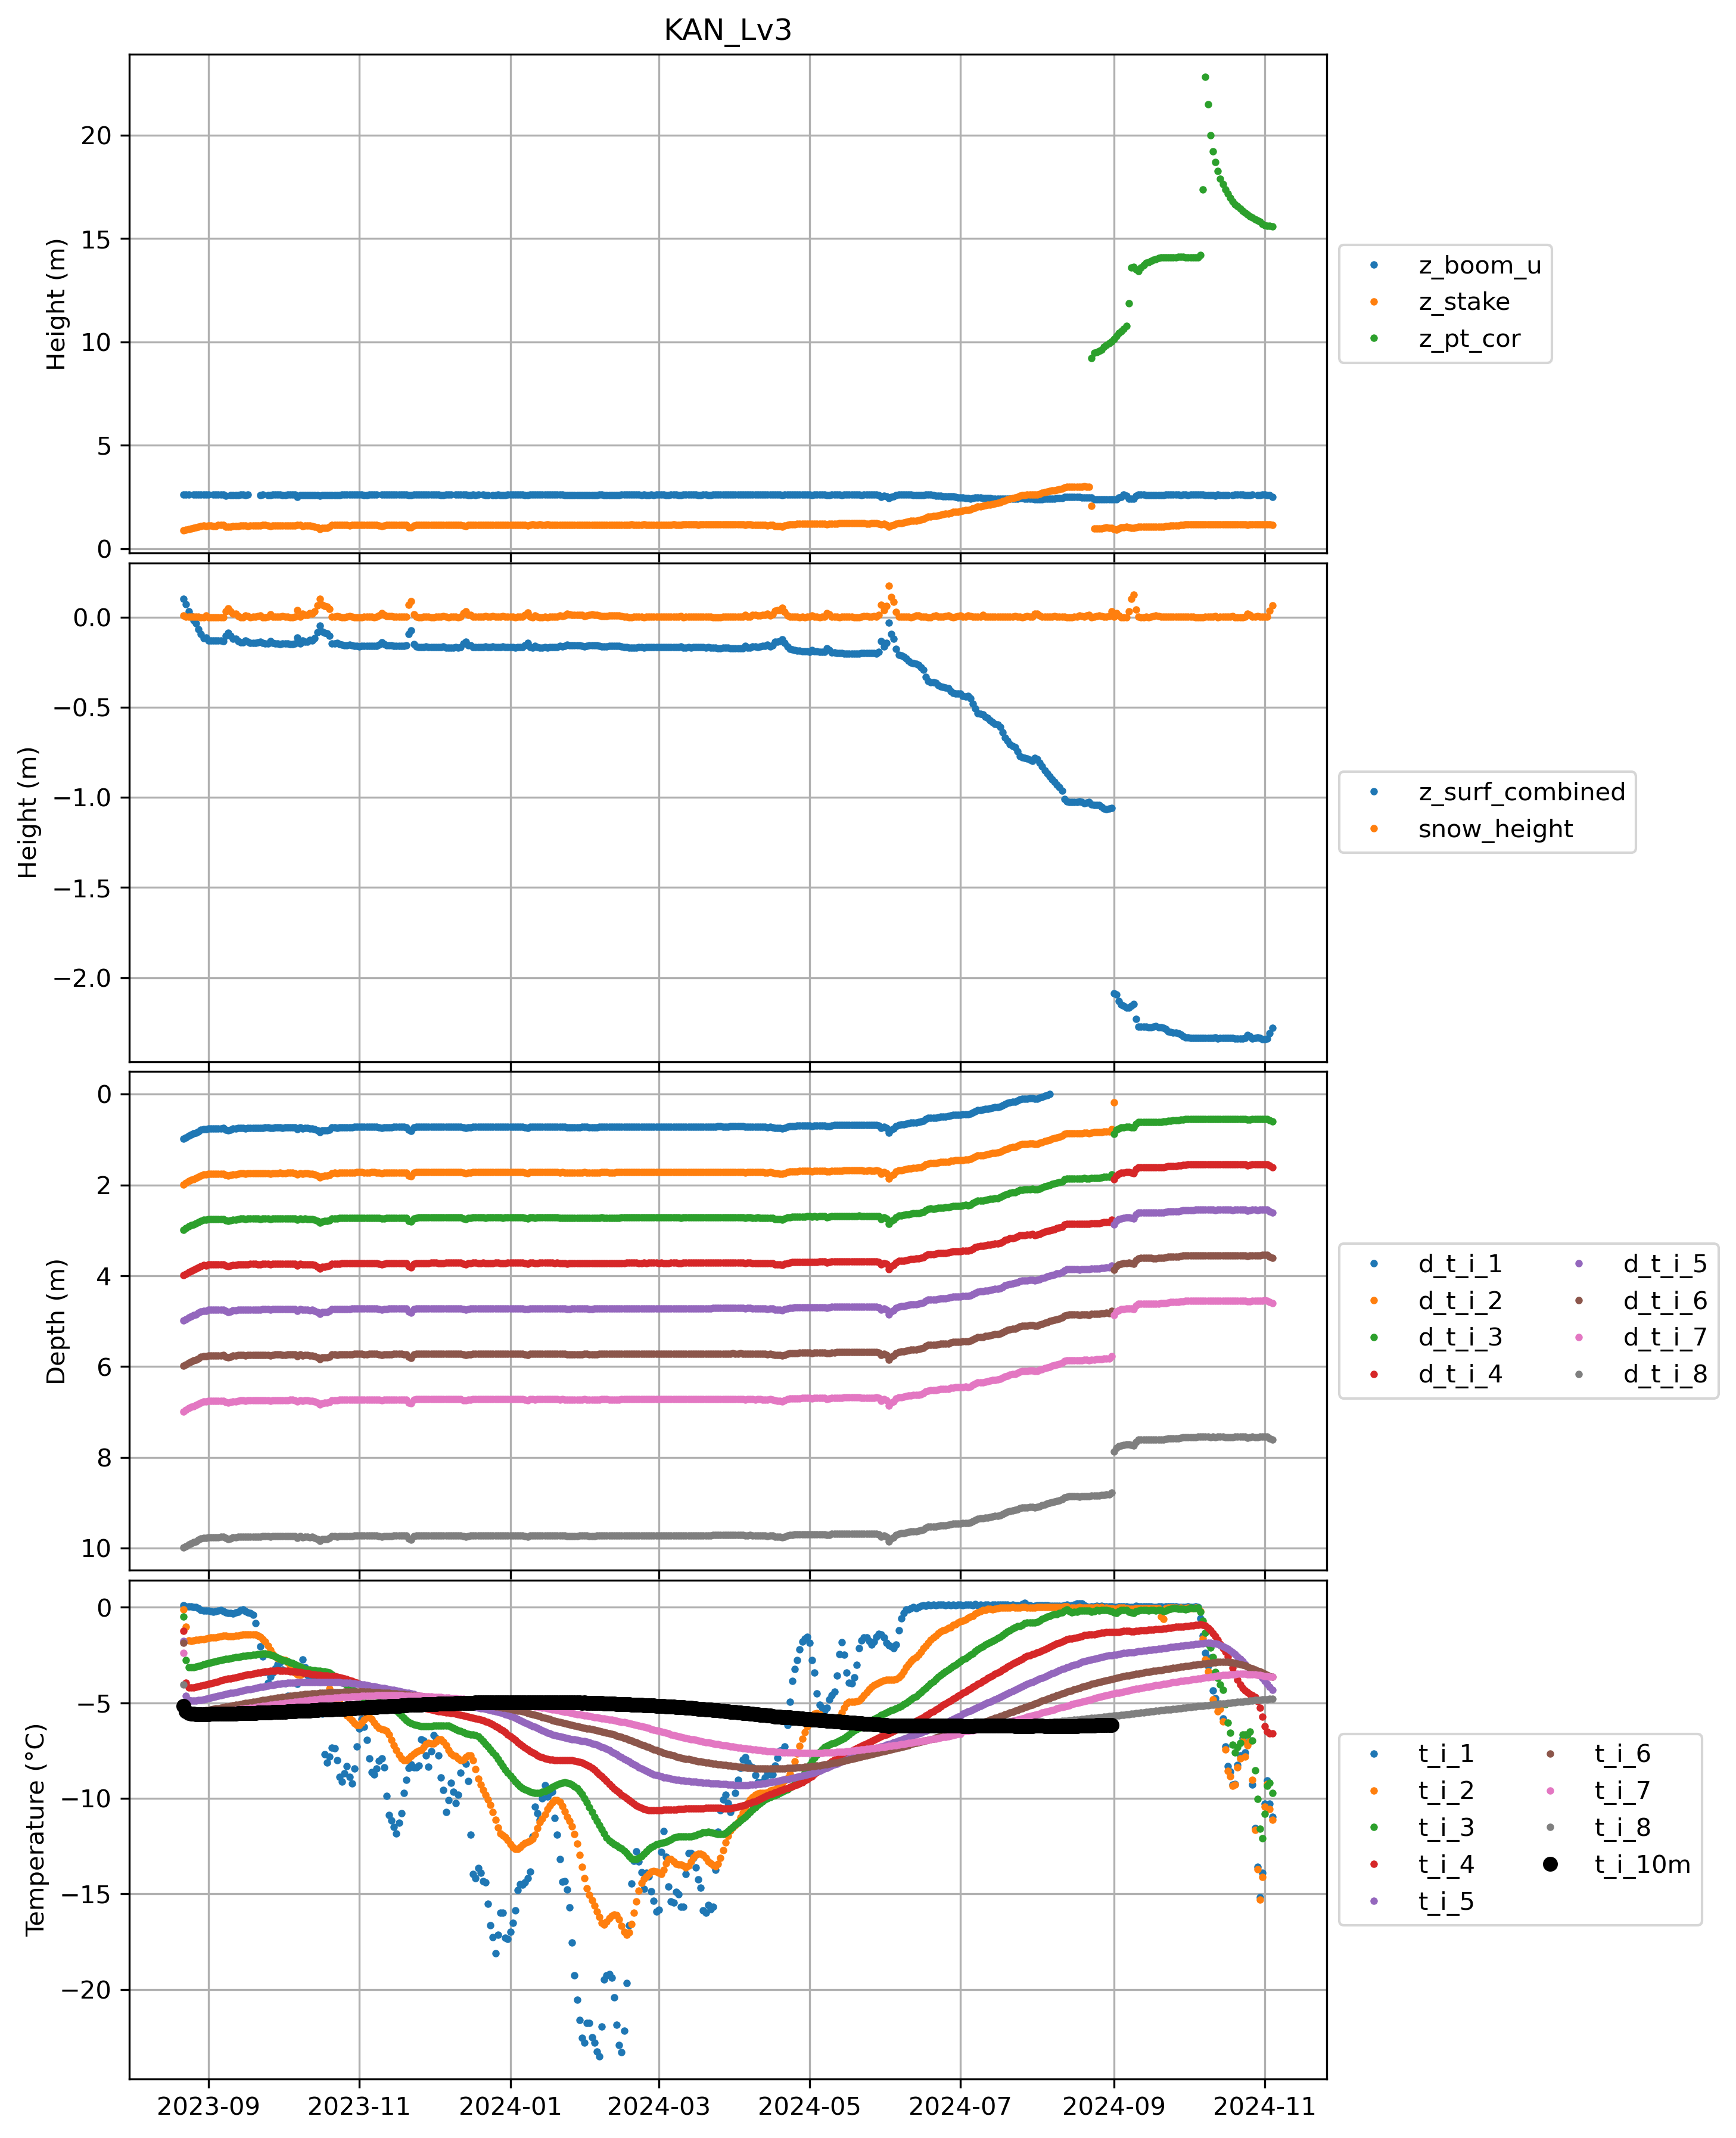 KAN_Lv3
20
15
10
5
0
Height (m)
z_boom_u
z_stake
z_pt_cor
0.0
−0.5
−1.0
−1.5
−2.0
Height (m)
z_surf_combined
snow_height
0
2
4
6
8
10
Depth (m)
d_t_i_1 d_t_i_5
d_t_i_2 d_t_i_6
d_t_i_3 d_t_i_7
d_t_i_4 d_t_i_8
0
−5
−10
−15
−20
Temperature (°C)
t_i_1 t_i_6
t_i_2 t_i_7
t_i_3 t_i_8
t_i_4 t_i_10m
t_i_5
2023-09 2023-11 2024-01 2024-03 2024-05 2024-07 2024-09 2024-11